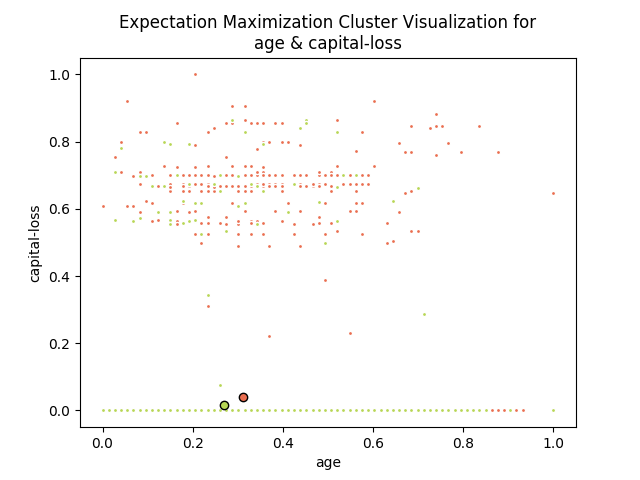 Expectation Maximization Cluster Visualization for
age & capital-loss
1.0
0.8
0.6
0.4
0.2
0.0
capital-loss
0.0 0.2 0.4 0.6 0.8 1.0
age